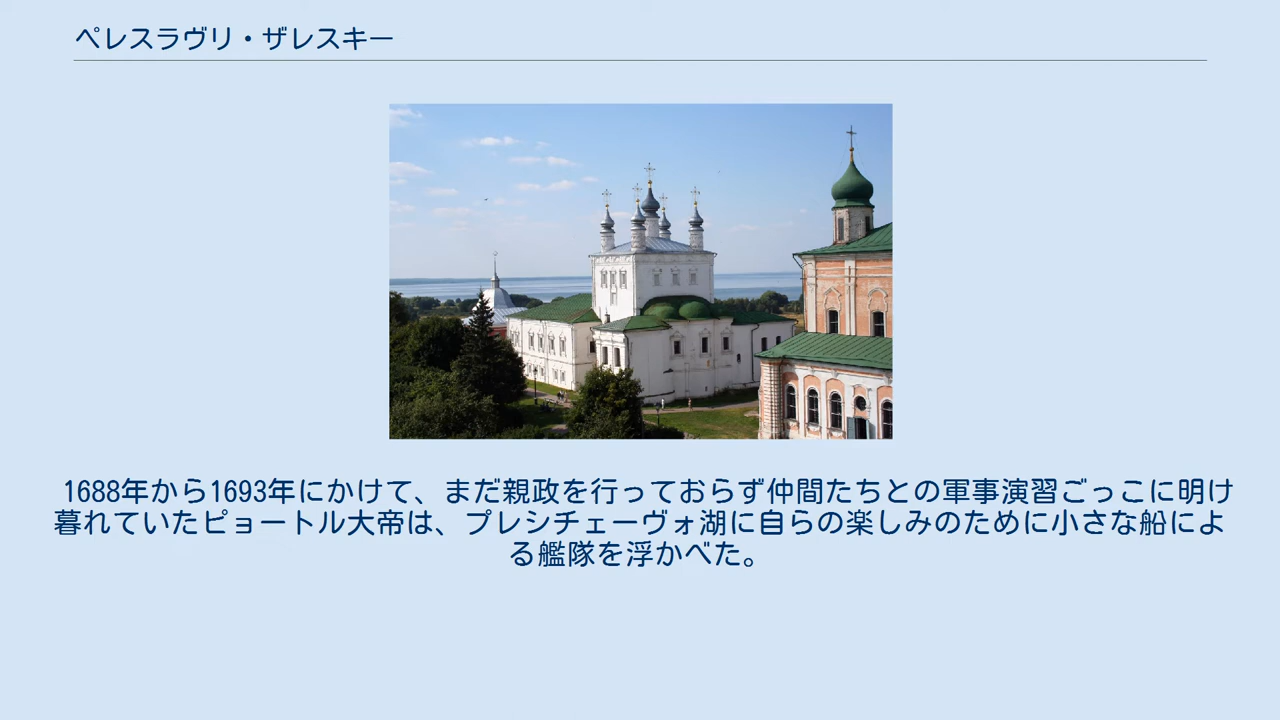 ペレスラヴリ・ザレスキー
1688年から1693年にかけて、まだ親政を行っておらず仲間たちとの軍事演習ごっこに明け
暮れていたピョートル大帝は、プレシチェーヴォ湖に自らの楽しみのために小さな船によ
る艦隊を浮かべた。